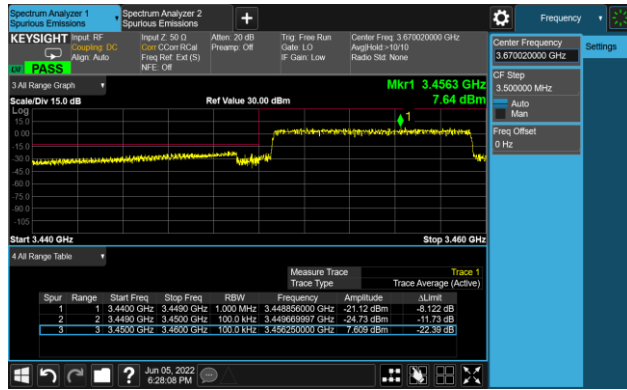 Spectrum Analyzer 1
Spurious Emissions
Spectrum Analyzer 2
Spurious Emissions
+
Frequency
KEYSIGHT
Input: RF
Coupling: DC
Align: Auto
Input Z: 50 Ω
Corr CCorr RCal
Freq Ref: Ext (S)
NFE: Off
Atten: 20 dB
Preamp: Off
Trig: Free Run
Gate: LO
IF Gain: Low
Center Freq: 3.670020000 GHz
Avg|Hold:>10/10
Radio Std: None
PASS
Center Frequency
3.670020000 GHz
Settings
CF Step
3.500000 MHz
Auto
Man
Freq Offset
0 Hz
3 All Range Graph
Mkr1 3.4563 GHz
7.64 dBm
Scale/Div 15.0 dB
Ref Value 30.00 dBm
Log
15.0
0.00
-15.0
-30.0
-45.0
-60.0
-75.0
-90.0
-105
1
Start 3.440 GHz
Stop 3.460 GHz
4 All Range Table
Measure Trace Trace 1
Trace Type Trace Average (Active)
Spur Range Start Freq Stop Freq RBW Frequency Amplitude ΔLimit
1 1 3.4400 GHz 3.4490 GHz 1.000 MHz 3.448856000 GHz -21.12 dBm -8.122 dB
2 2 3.4490 GHz 3.4500 GHz 100.0 kHz 3.449669997 GHz -24.73 dBm -11.73 dB
3 3 3.4500 GHz 3.4600 GHz 100.0 kHz 3.456250000 GHz 7.609 dBm -22.39 dB
?
Jun 05, 2022
6:28:08 PM